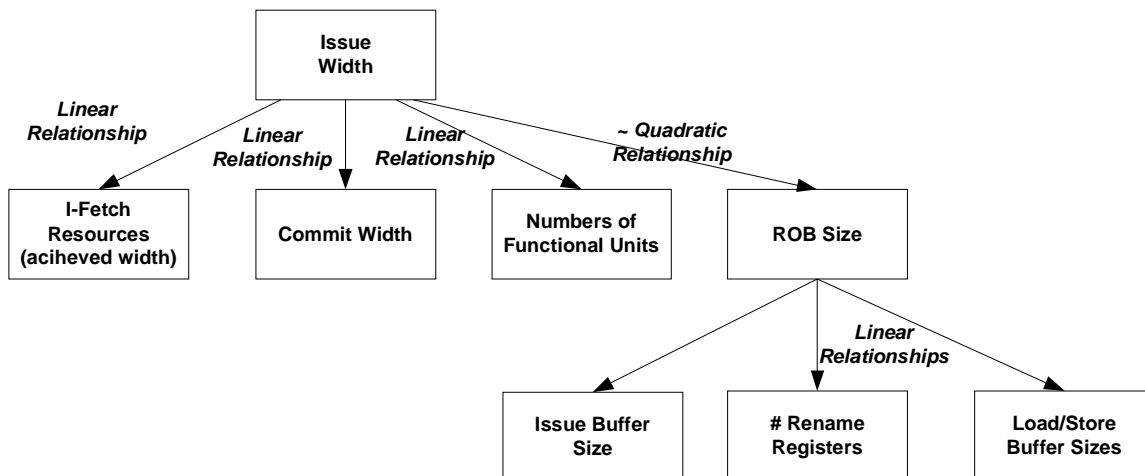 Issue
Width
Linear
Relationship
Linear
Relationship
Linear
Relationship
~ Quadratic
Relationship
I-Fetch
Resources
(aciheved width)
Commit Width
Numbers of
Functional Units
ROB Size
Linear
Relationships
Issue Buffer
Size
# Rename
Registers
Load/Store
Buffer Sizes